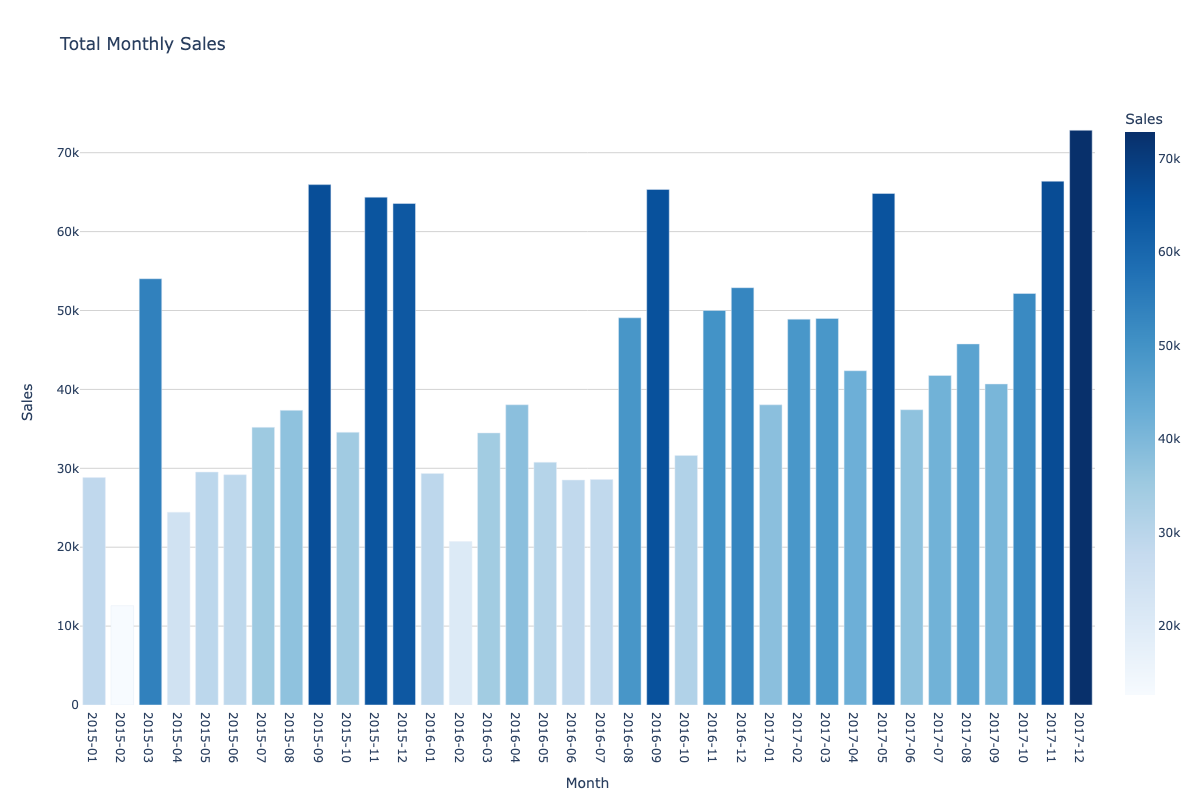 Total Monthly Sales
Sales
70k
60k
50k
40k
30k
20k
10k
0
2015-01
2015-02
2015-03
2015-04
2015-05
2015-06
2015-07
2015-08
2015-09
2015-10
2015-11
2015-12
2016-01
2016-02
2016-03
2016-04
2016-05
2016-06
2016-07
2016-08
2016-09
2016-10
2016-11
2016-12
2017-01
2017-02
2017-03
2017-04
2017-05
2017-06
2017-07
2017-08
2017-09
2017-10
2017-11
2017-12
Month
Sales
70k
60k
50k
40k
30k
20k